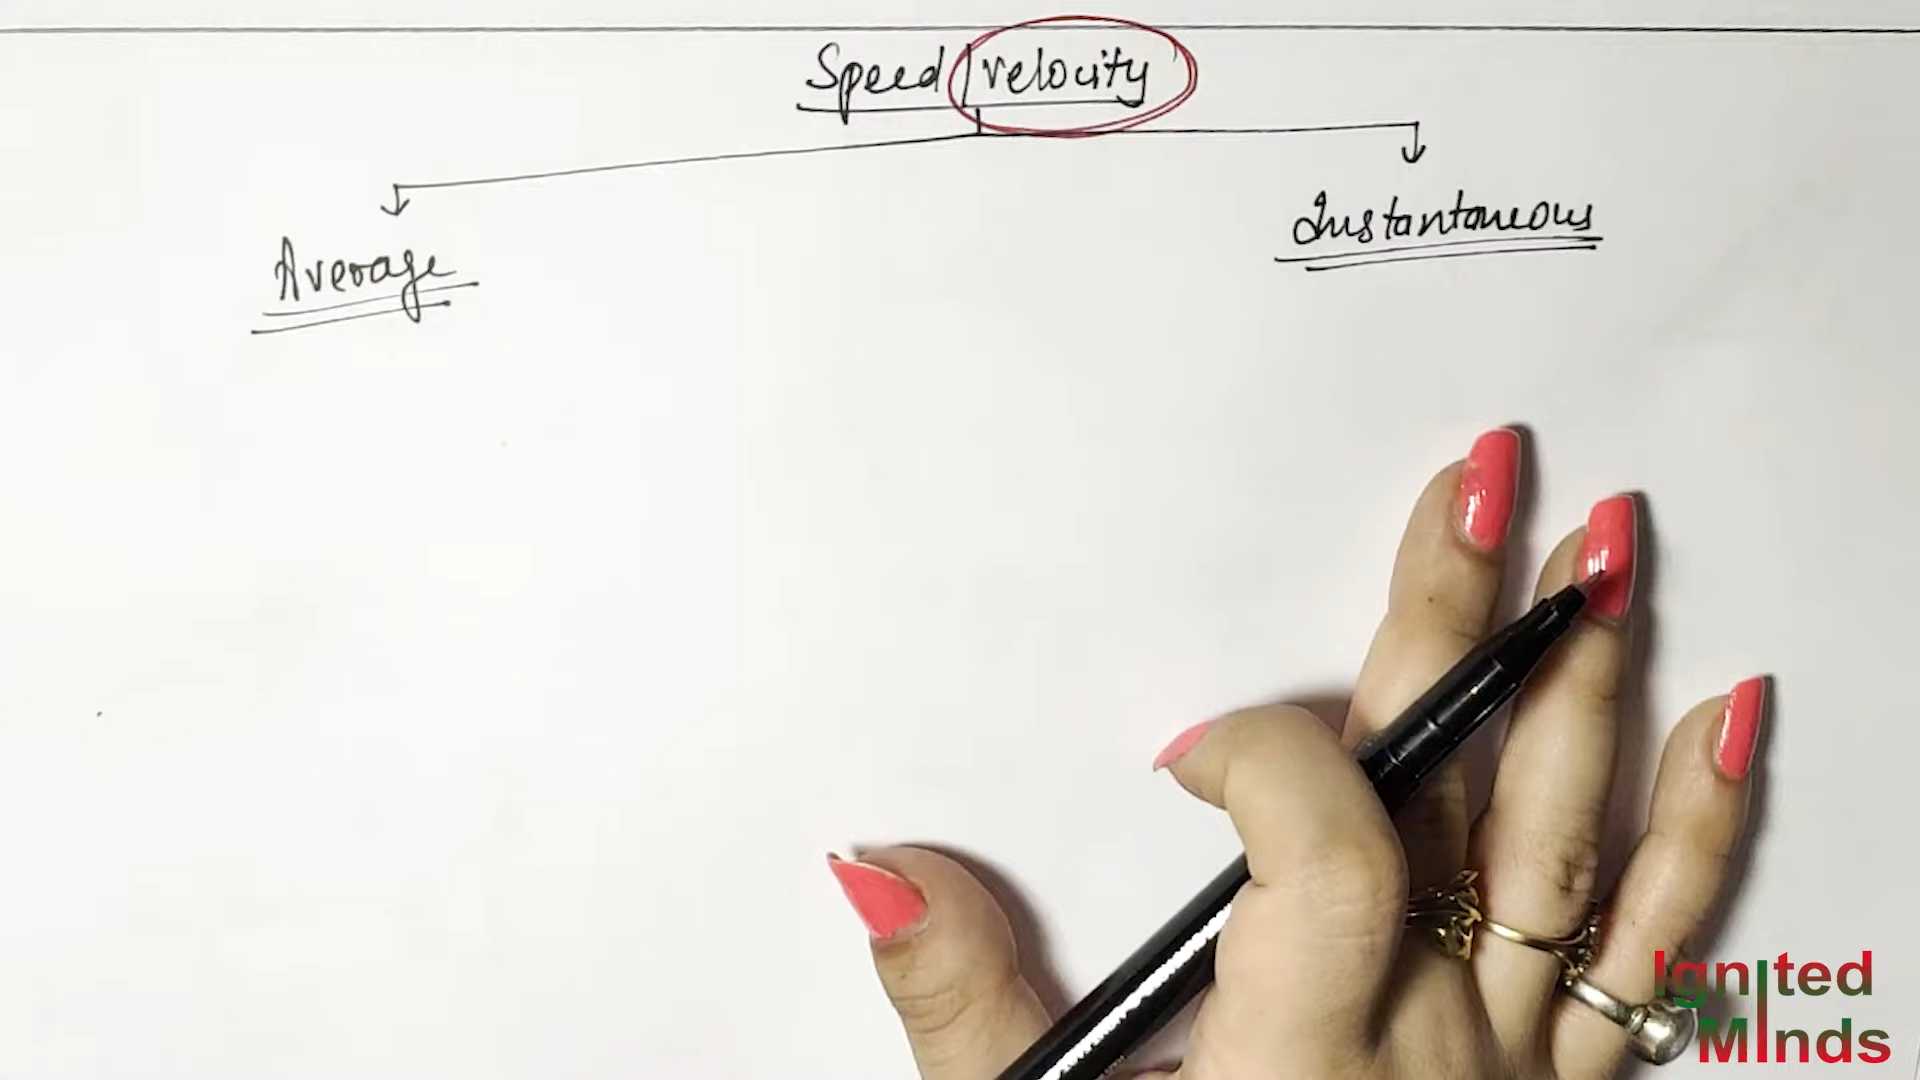 Speed | velocity
Average
Instantaneous
Ignited
Minds